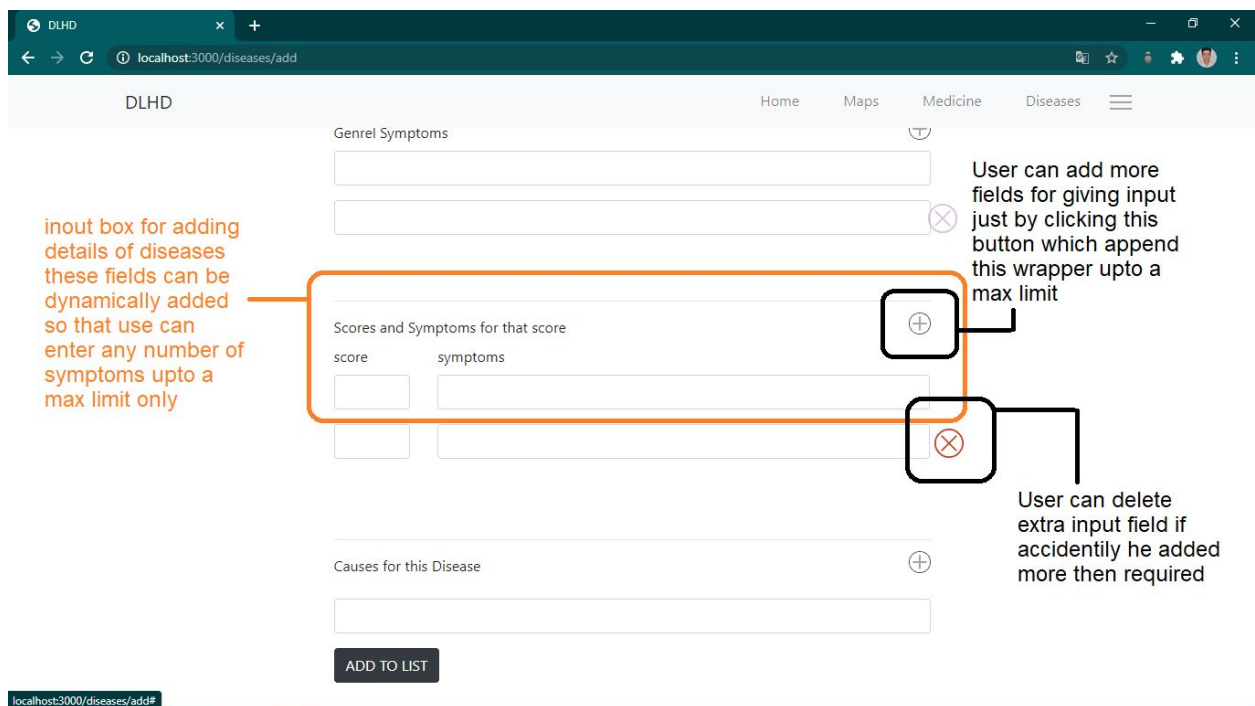 DLHD
localhost:3000/diseases/add
DLHD
Home Maps Medicine Diseases
Genrel Symptoms
User can add more
fields for giving input
just by clicking this
button which append
this wrapper upto a
max limit
inout box for adding
details of diseases
these fields can be
dynamically added
so that use can
enter any number of
symptoms upto a
max limit only
Scores and Symptoms for that score
score symptoms
User can delete
extra input field if
accidentily he added
more then required
Causes for this Disease
ADD TO LIST
localhost:3000/diseases/add#